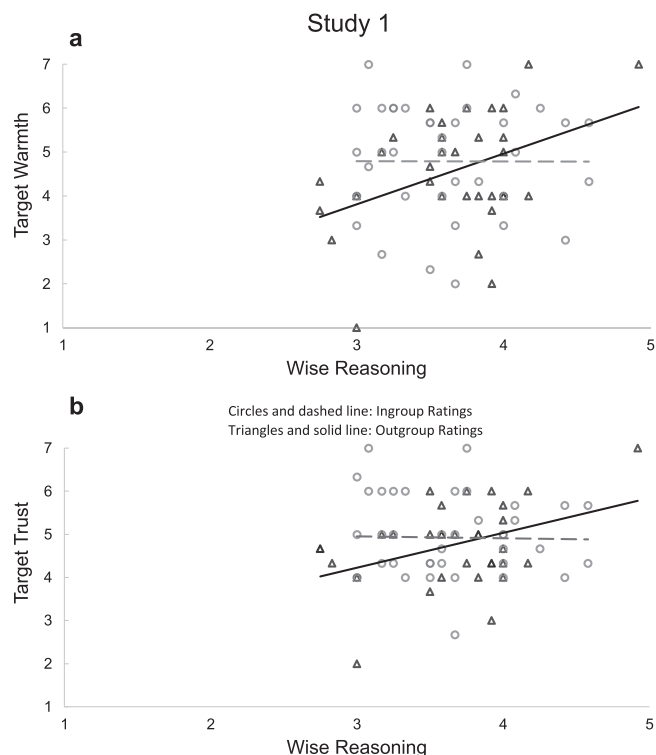 Study 1
a
7
6
5
4
3
2
1
Target Warmth
1 2 3 4 5
Wise Reasoning
b
Circles and dashed line: Ingroup Ratings
Triangles and solid line: Outgroup Ratings
7
6
5
4
3
2
1
Target Trust
1 2 3 4 5
Wise Reasoning